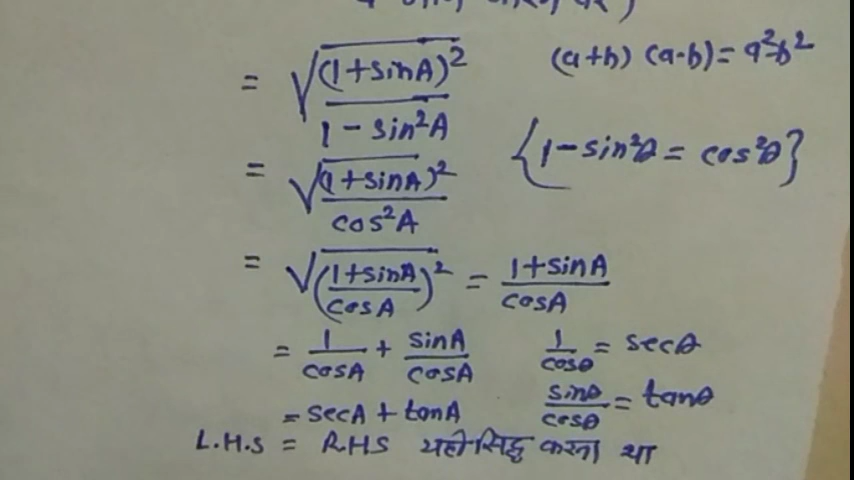 = √((1+sinA)² / (1-sin²A)) (a+b) (a-b) = a²-b²
= √((1+sinA)² / cos²A) {1-sin²θ = cos²θ}
= √((1+sinA / cosA)²) = 1+sinA / cosA
= 1/cosA + sinA/cosA 1/cosθ = secθ
= secA + tanA sinθ/cosθ = tanθ
L.H.S = RHS यही सिद्ध करना था